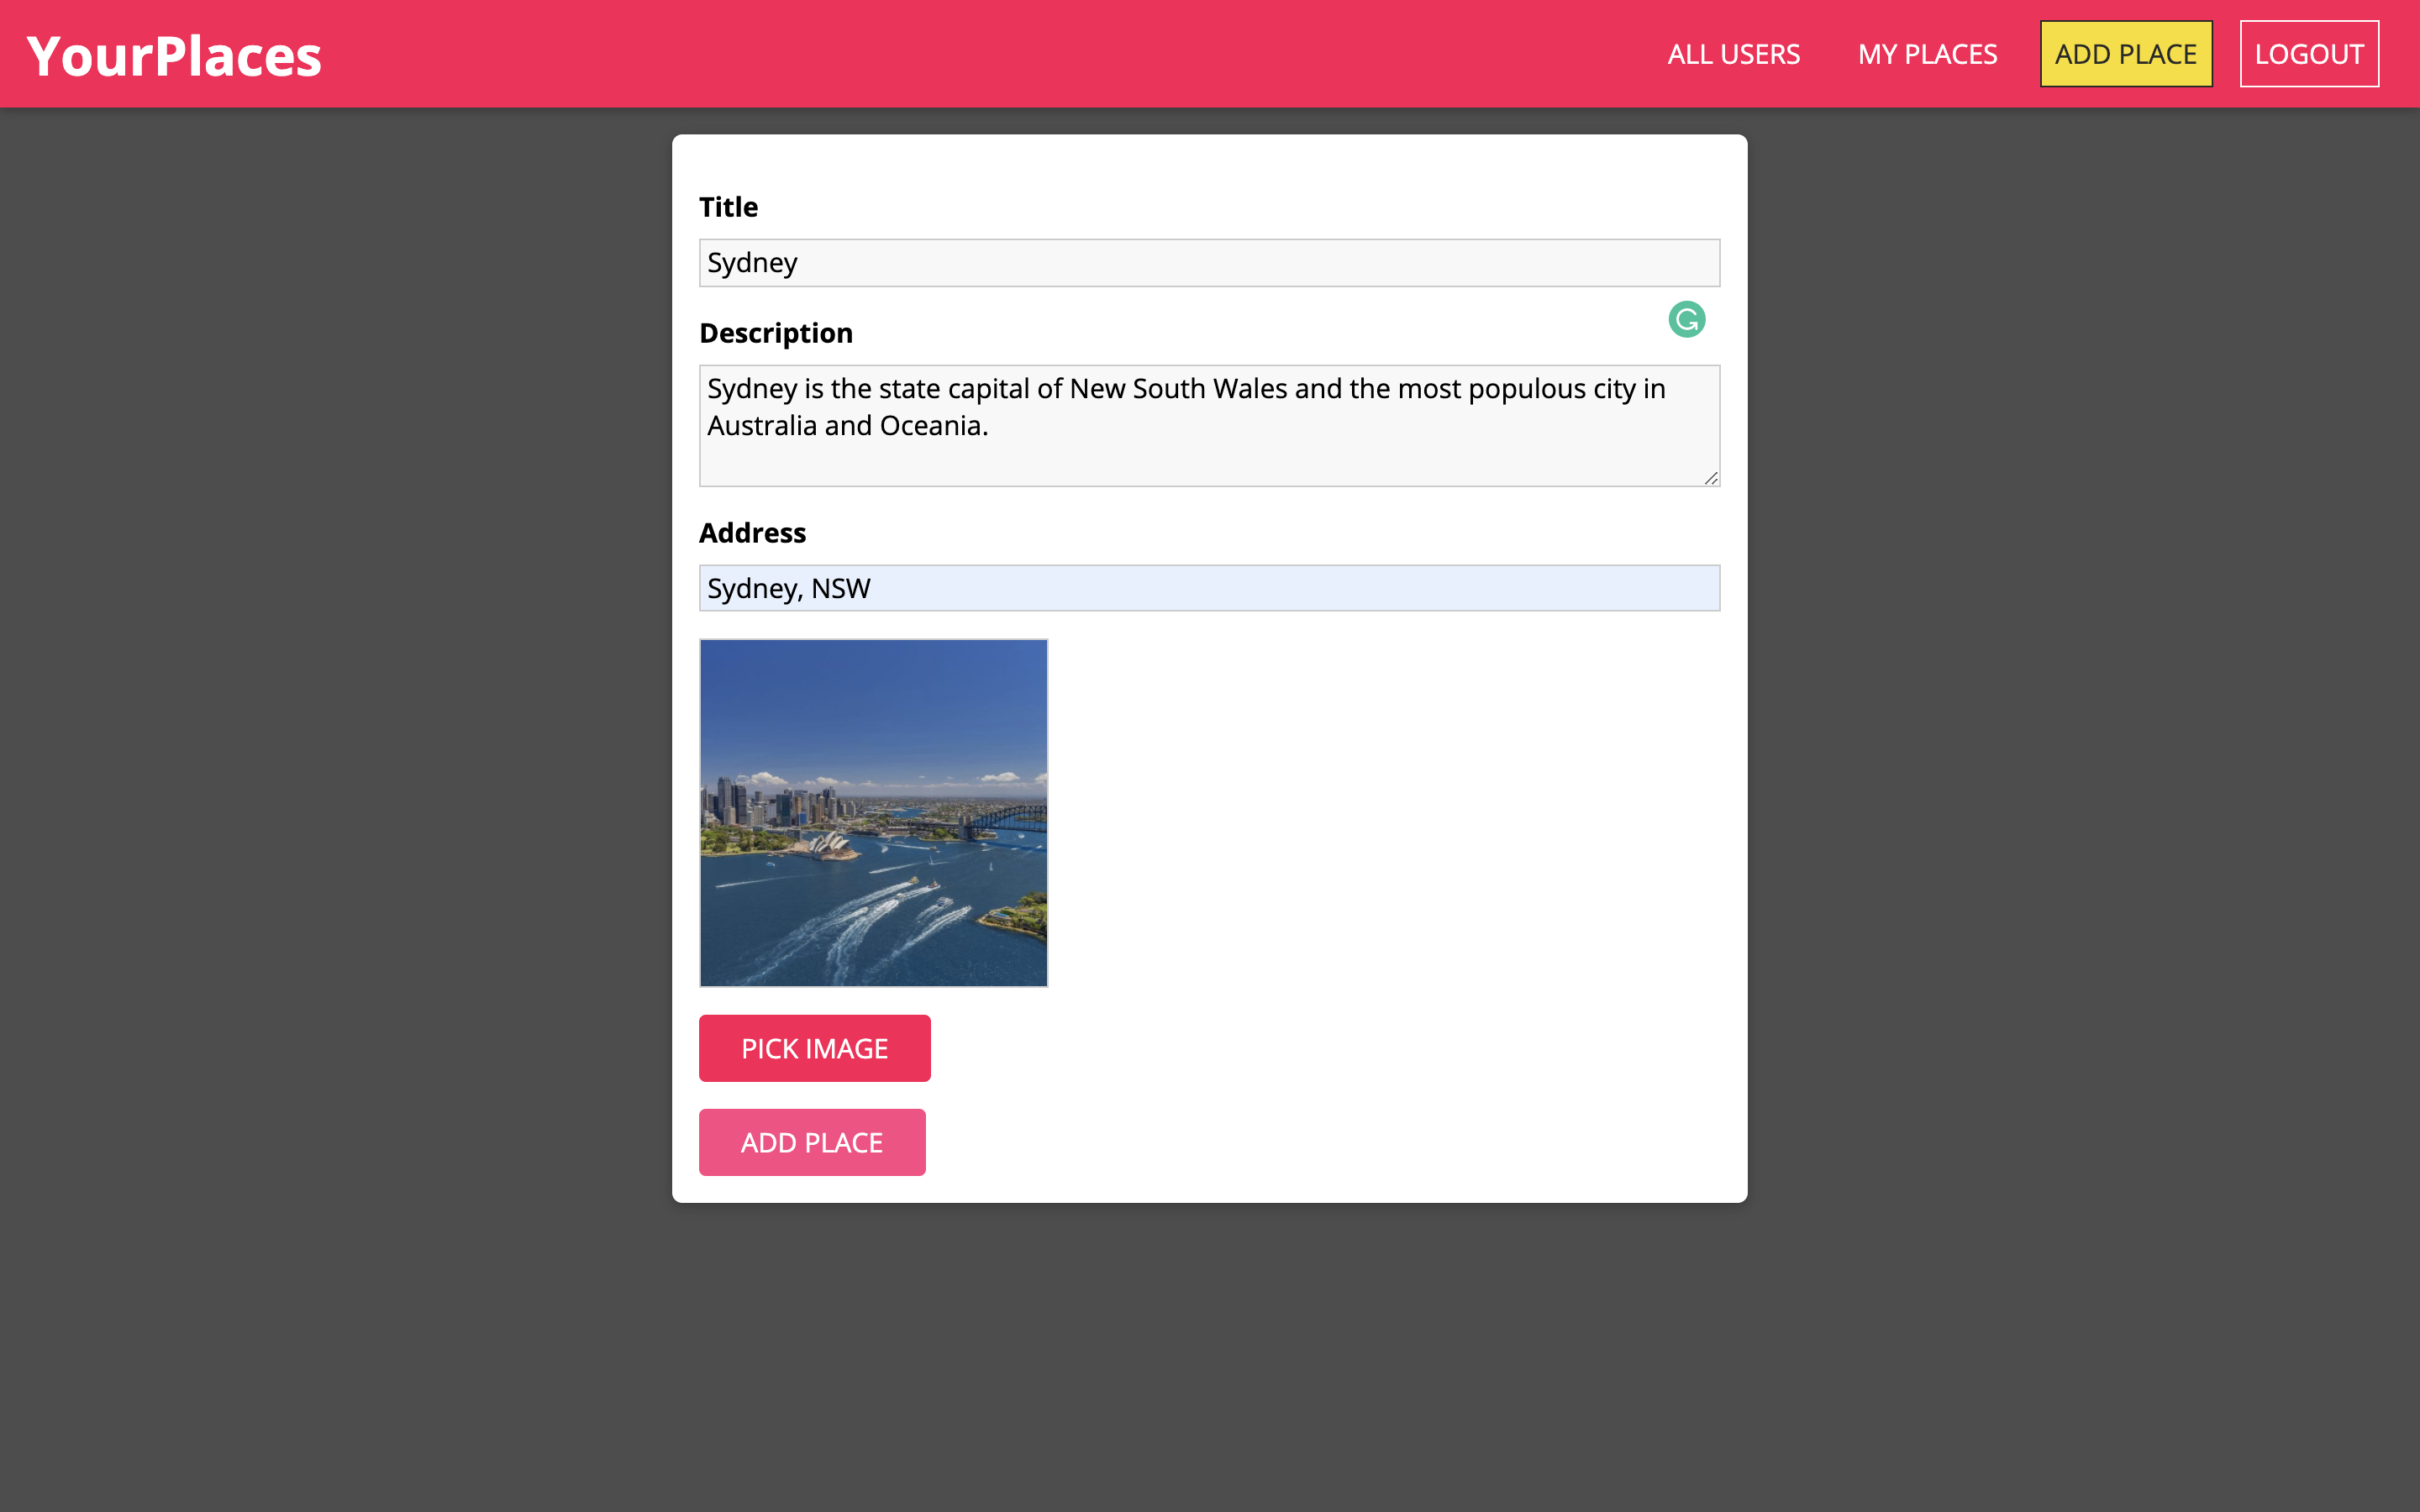 YourPlaces
ALL USERS
MY PLACES
ADD PLACE
LOGOUT
Title
Sydney
Description
Sydney is the state capital of New South Wales and the most populous city in
Australia and Oceania.
Address
Sydney, NSW
PICK IMAGE
ADD PLACE